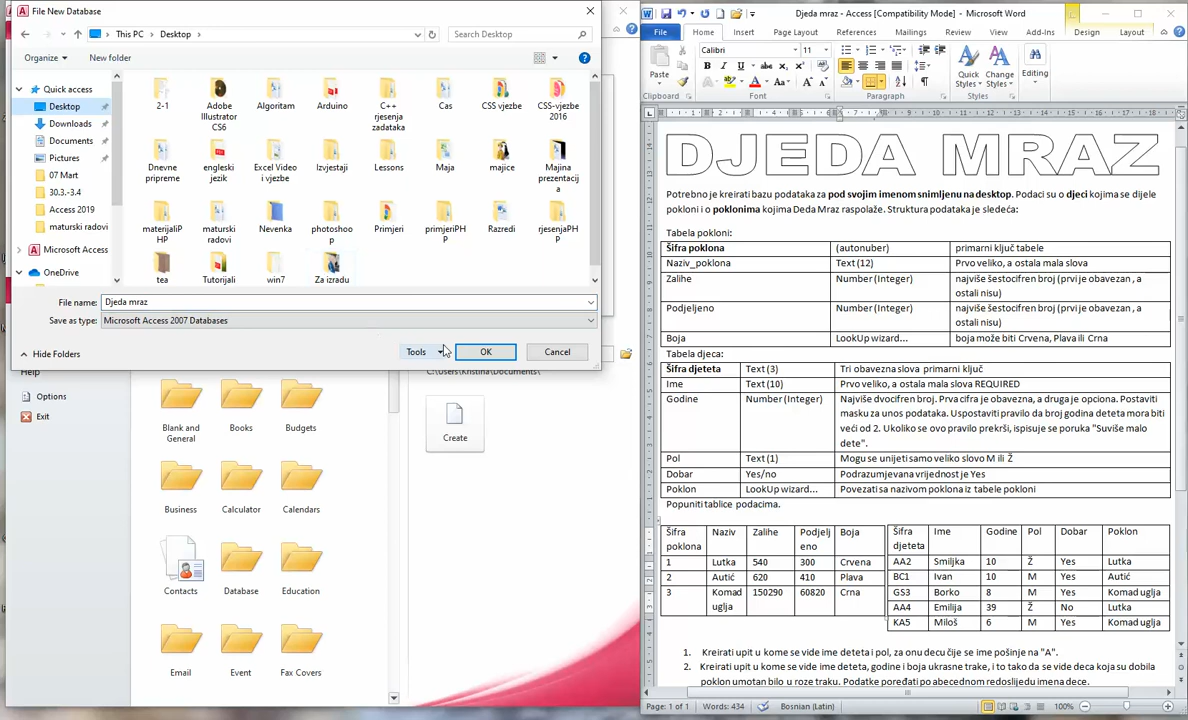 File New Database
This PC
Desktop
Search Desktop
Organize
New folder
Quick access
Desktop
Downloads
Documents
Pictures
07 Mart
30.3.-3.4
Access 2019
maturski radovi
Microsoft Access
OneDrive
2-1
Adobe Illustrator CS6
Algoritam
Arduino
C++ rjesenja zadataka
Cas
CSS vjezbe
CSS-vjezbe 2016
Dnevne pripreme
engleski jezik
Excel Video i vjezbe
Izvjestaji
Lessons
Maja
majice
Majina prezentacija
materijaliPHP
maturski radovi
Nevenka
photoshop
Primjeri
primjeriPHP
Razredi
rjesenjaPHP
tea
Tutorijali
win7
Za izradu
File name: Djeda mraz
Save as type: Microsoft Access 2007 Databases
Hide Folders
Tools
OK
Cancel
Help
Options
Exit
C:\Users\Kristina\Documents\
Create
Blank and General
Books
Budgets
Business
Calculator
Calendars
Contacts
Database
Education
Email
Event
Fax Covers
Djeda mraz - Access [Compatibility Mode] - Microsoft Word
File Home Insert Page Layout References Mailings Review View Add-Ins Design Layout
Paste
Calibri 11
Quick Styles
Change Styles
Editing
Clipboard Font Paragraph Styles
DJEDA MRAZ
Potrebno je kreirati bazu podataka za pod svojim imenom snimljenu na desktop. Podaci su o djeci kojima se dijele
pokloni i o poklonima kojima Deda Mraz raspolaže. Struktura podataka je sledeća:
Tabela pokloni:
Šifra poklona (autonuber) primarni ključ tabele
Naziv_poklona Text (12) Prvo veliko, a ostala mala slova
Zalihe Number (Integer) najviše šestocifren broj (prvi je obavezan , a
ostali nisu)
Podjeljeno Number (Integer) najviše šestocifren broj (prvi je obavezan , a
ostali nisu)
Boja LookUp wizard... boja može biti Crvena, Plava ili Crna
Tabela djeca:
Šifra djeteta Text (3) Tri obavezna slova primarni ključ
Ime Text (10) Prvo veliko, a ostala mala slova REQUIRED
Godine Number (Integer) Najviše dvocifren broj. Prva cifra je obavezna, a druga je opciona. Postaviti
masku za unos podataka. Uspostaviti pravilo da broj godina deteta mora biti
veći od 2. Ukoliko se ovo pravilo prekrši, ispisuje se poruka "Suviše malo
dete".
Pol Text (1) Mogu se unijeti samo veliko slovo M ili Ž
Dobar Yes/no Podrazumjevana vrijednost je Yes
Poklon LookUp wizard... Povezati sa nazivom poklona iz tabele pokloni
Popuniti tablice podacima.
Šifra poklona Naziv Zalihe Podjeljeno Boja
1 Lutka 540 300 Crvena
2 Autić 620 410 Plava
3 Komad uglja 150290 60820 Crna
Šifra djeteta Ime Godine Pol Dobar Poklon
AA2 Smiljka 10 Ž Yes Lutka
BC1 Ivan 10 M Yes Autić
GS3 Borko 8 M Yes Komad uglja
AA4 Emilija 39 Ž No Lutka
KA5 Miloš 6 M Yes Komad uglja
1. Kreirati upit u kome se vide ime deteta i pol, za onu decu čije se ime pošinje na "A".
2. Kreirati upit u kome se vidi ime deteta, godine i boja ukrasne trake, i to tako da se vide deca koja su dobila
poklon umotan bilo u roze traku. Podatke poređati po abecednom redoslijedu imena dece.
Page: 1 of 1 Words: 434 Bosnian (Latin) 100%